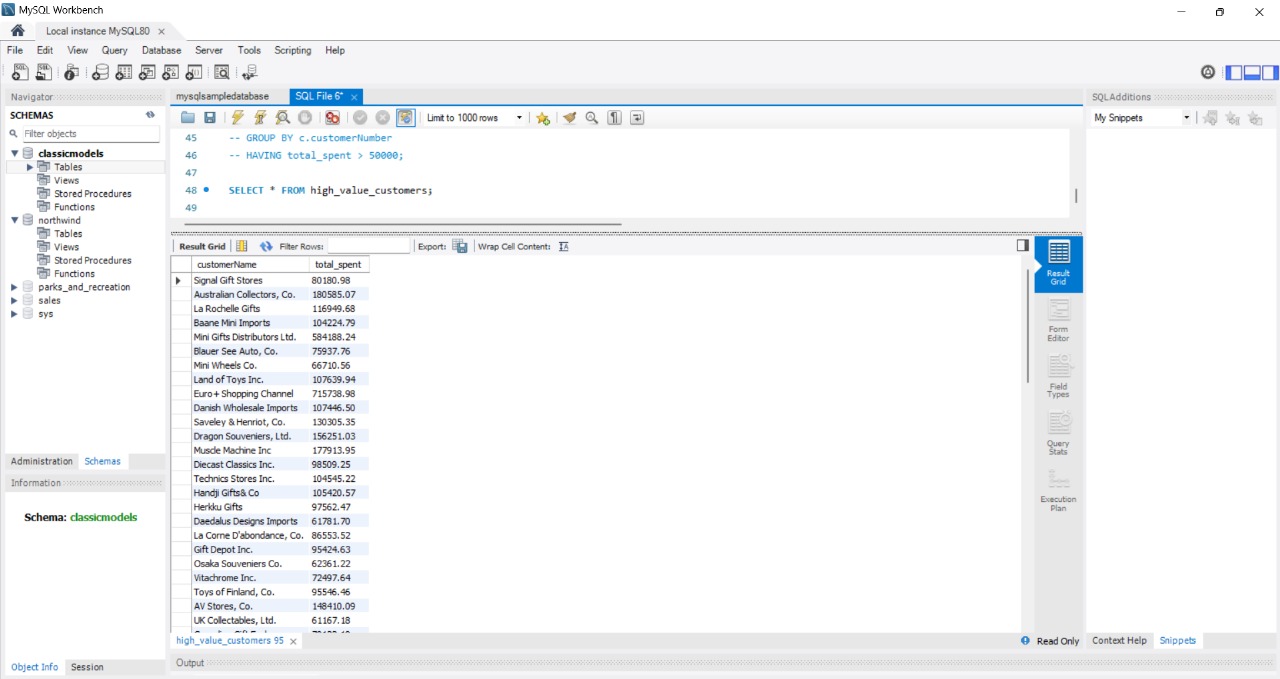 MySQL Workbench
Local instance MySQL80
File Edit View Query Database Server Tools Scripting Help
Navigator
SCHEMAS
Filter objects
classicmodels
Tables
Views
Stored Procedures
Functions
northwind
Tables
Views
Stored Procedures
Functions
parks_and_recreation
sales
sys
Administration Schemas
Information
Schema: classicmodels
Object Info Session
mysqlsampledatabase SQL File 6*
Limit to 1000 rows
45 -- GROUP BY c.customerNumber
46 -- HAVING total_spent > 50000;
47
48 SELECT * FROM high_value_customers;
49
Result Grid Filter Rows: Export: Wrap Cell Content:
customerName total_spent
Signal Gift Stores 80180.98
Australian Collectors, Co. 180585.07
La Rochelle Gifts 116949.68
Baane Mini Imports 104224.79
Mini Gifts Distributors Ltd. 584188.24
Blauer See Auto, Co. 75937.76
Mini Wheels Co. 66710.56
Land of Toys Inc. 107639.94
Euro+ Shopping Channel 715738.98
Danish Wholesale Imports 107446.50
Saveley & Henriot, Co. 130305.35
Dragon Souveniers, Ltd. 156251.03
Muscle Machine Inc 177913.95
Diecast Classics Inc. 98509.25
Technics Stores Inc. 104545.22
Handji Gifts& Co 105420.57
Herkku Gifts 97562.47
Daedalus Designs Imports 61781.70
La Corne D'abondance, Co. 86553.52
Gift Depot Inc. 95424.63
Osaka Souveniers Co. 62361.22
Vitachrome Inc. 72497.64
Toys of Finland, Co. 95546.46
AV Stores, Co. 148410.09
UK Collectables, Ltd. 61167.18
high_value_customers 95
Read Only
Output
Result
Grid
Form
Editor
Field
Types
Query
Stats
Execution
Plan
SQLAdditions
My Snippets
Context Help Snippets